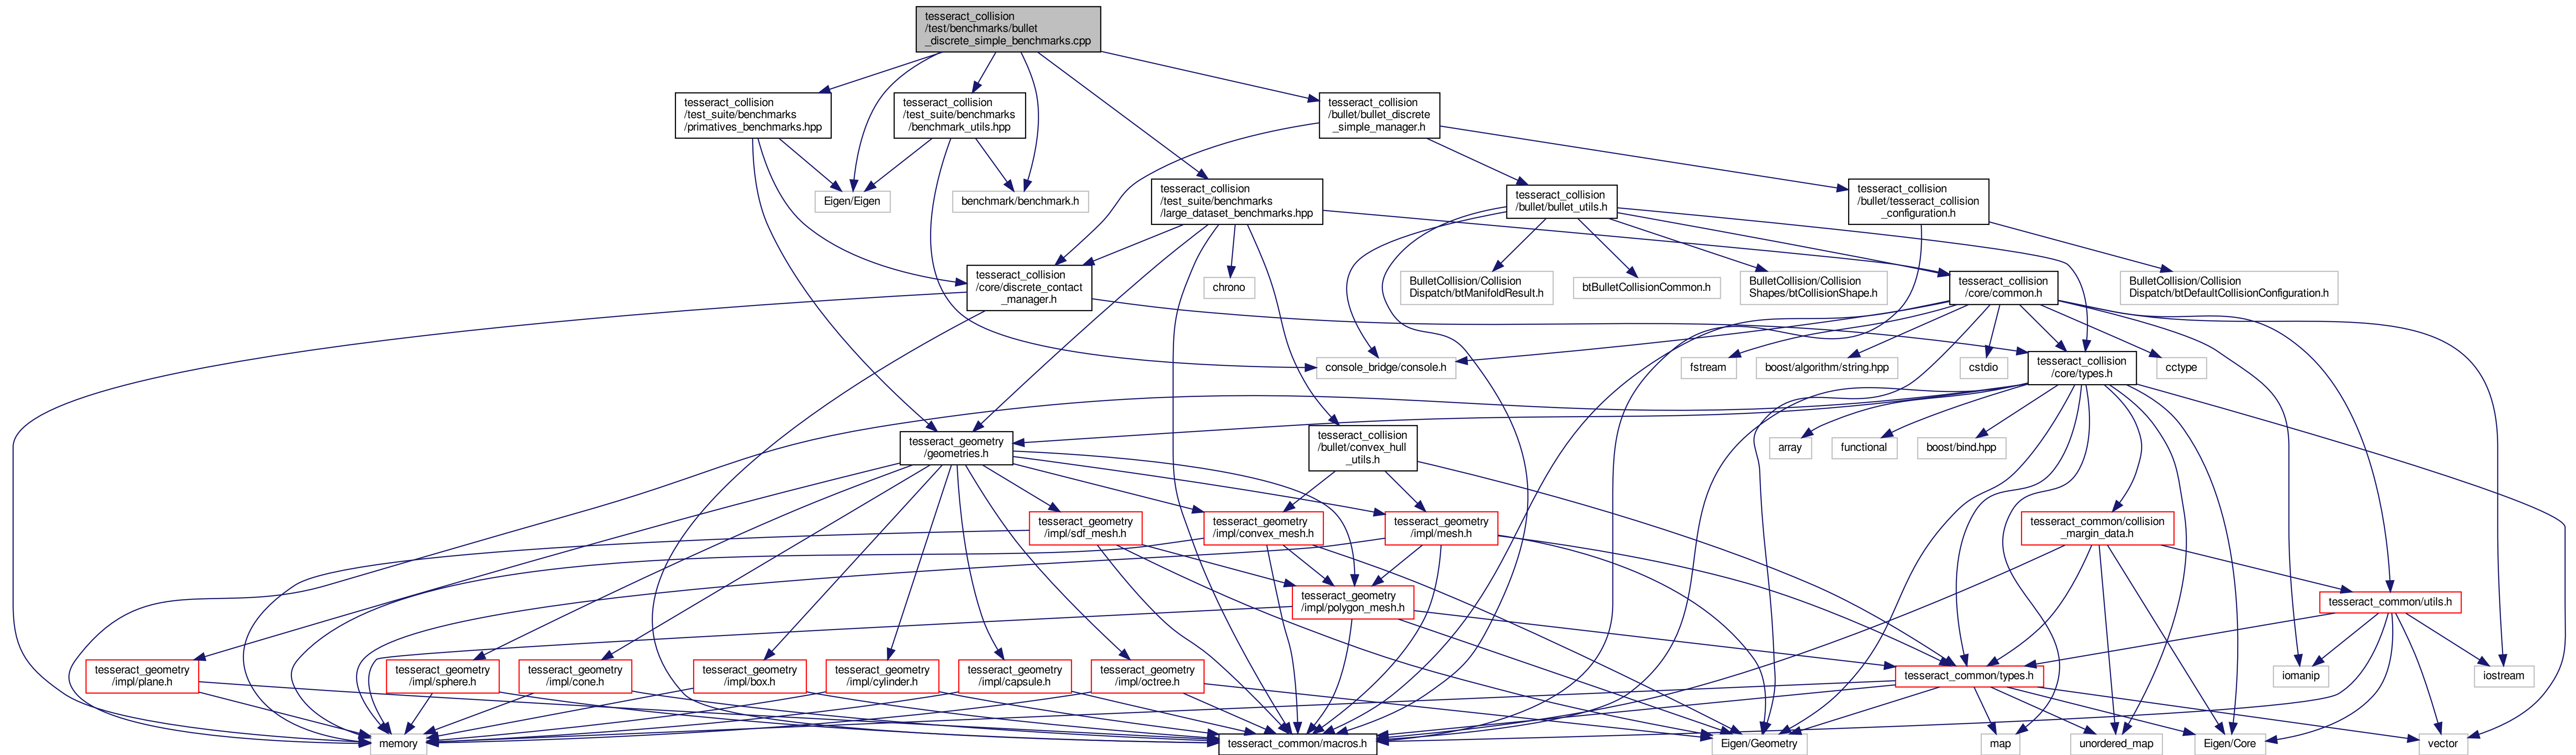 tesseract_collision
/test/benchmarks/bullet
_discrete_simple_benchmarks.cpp
tesseract_collision
/test_suite/benchmarks
/primatives_benchmarks.hpp
tesseract_collision
/test_suite/benchmarks
/benchmark_utils.hpp
tesseract_collision
/bullet/bullet_discrete
_simple_manager.h
Eigen/Eigen
benchmark/benchmark.h
tesseract_collision
/test_suite/benchmarks
/large_dataset_benchmarks.hpp
tesseract_collision
/bullet/bullet_utils.h
tesseract_collision
/bullet/tesseract_collision
_configuration.h
tesseract_collision
/core/discrete_contact
_manager.h
chrono
BulletCollision/Collision
Dispatch/btManifoldResult.h
btBulletCollisionCommon.h
BulletCollision/Collision
Shapes/btCollisionShape.h
tesseract_collision
/core/common.h
BulletCollision/Collision
Dispatch/btDefaultCollisionConfiguration.h
console_bridge/console.h
fstream
boost/algorithm/string.hpp
cstdio
tesseract_collision
/core/types.h
cctype
tesseract_geometry
/geometries.h
tesseract_collision
/bullet/convex_hull
_utils.h
array
functional
boost/bind.hpp
tesseract_geometry
/impl/sdf_mesh.h
tesseract_geometry
/impl/convex_mesh.h
tesseract_geometry
/impl/mesh.h
tesseract_common/collision
_margin_data.h
tesseract_geometry
/impl/polygon_mesh.h
tesseract_common/utils.h
tesseract_geometry
/impl/plane.h
tesseract_geometry
/impl/sphere.h
tesseract_geometry
/impl/cone.h
tesseract_geometry
/impl/box.h
tesseract_geometry
/impl/cylinder.h
tesseract_geometry
/impl/capsule.h
tesseract_geometry
/impl/octree.h
tesseract_common/types.h
iomanip
iostream
memory
tesseract_common/macros.h
Eigen/Geometry
map
unordered_map
Eigen/Core
vector